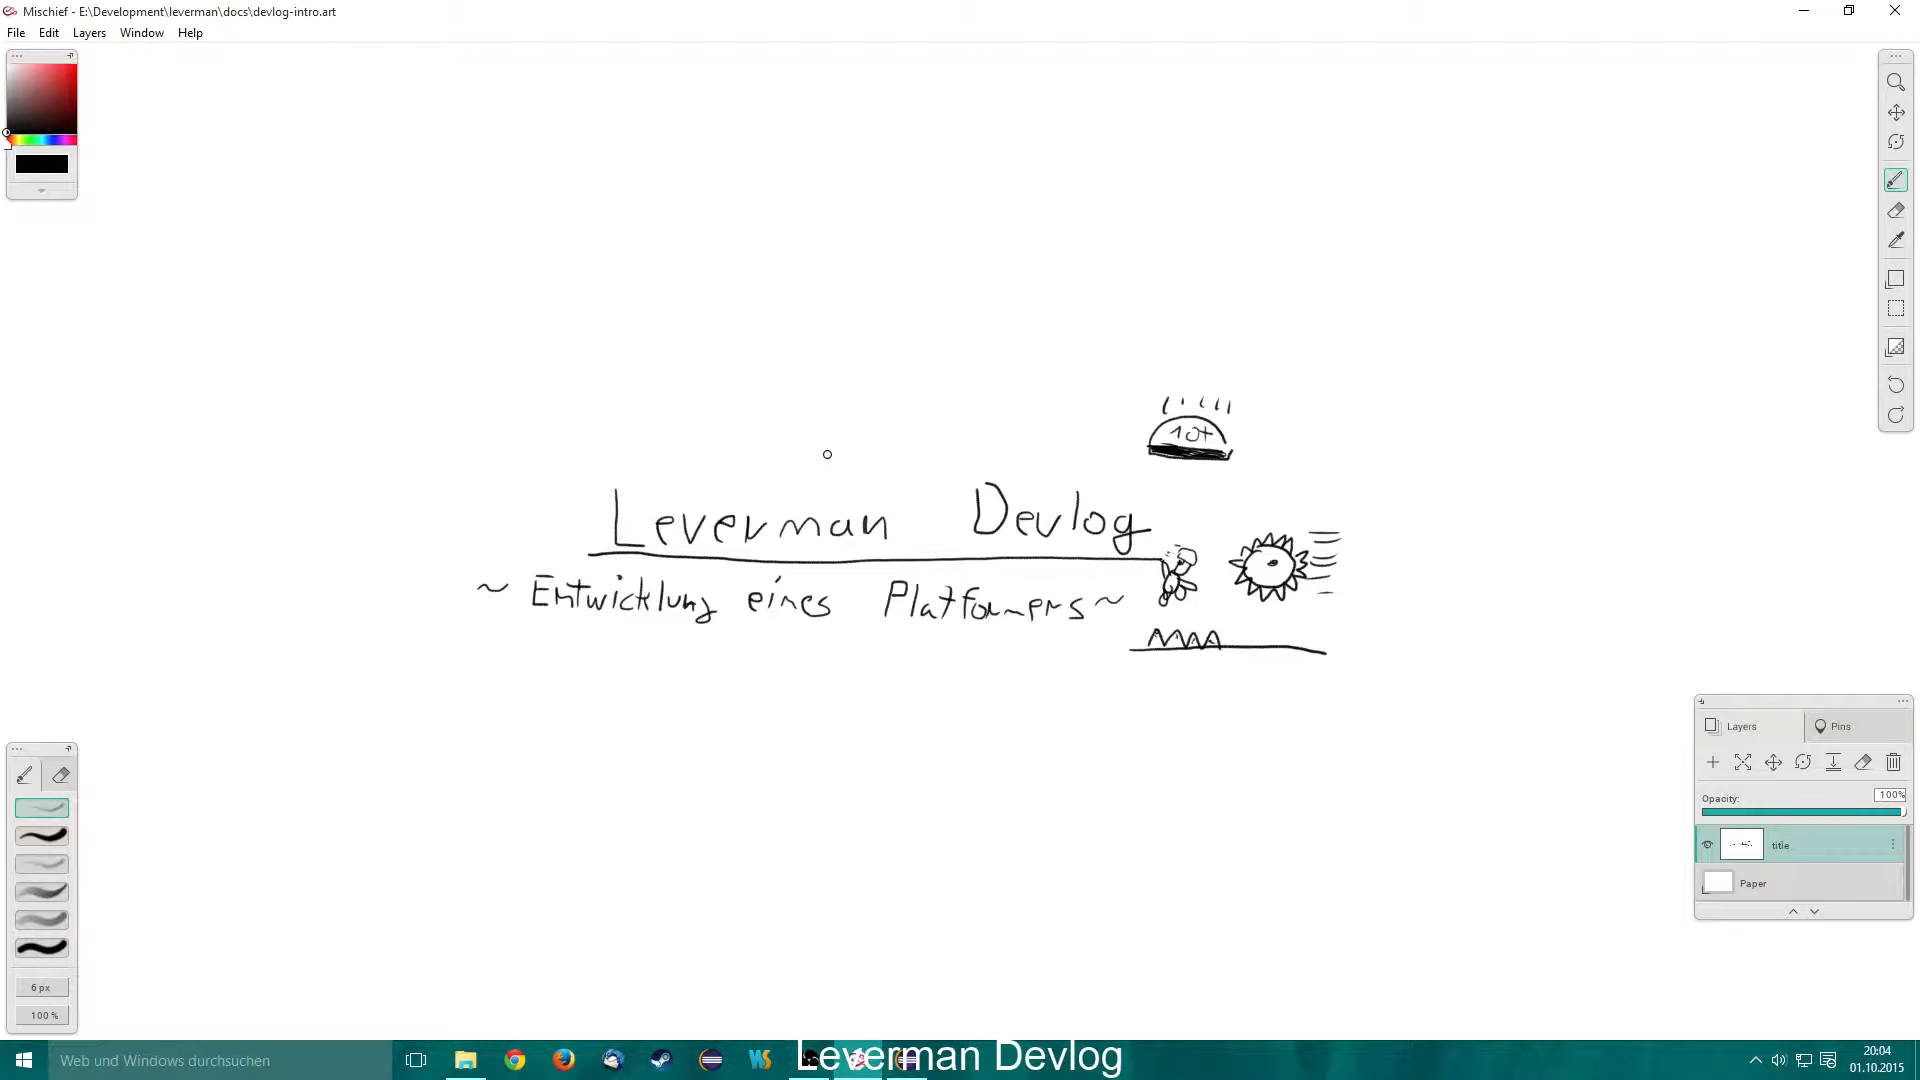 Mischief - E:\Development\leverman\docs\devlog-intro.art
File Edit Layers Window Help
10t
Leverman Devlog
~ Entwicklung eines Platformers ~
Layers Pins
Opacity: 100%
title
Paper
6 px
100 %
Web und Windows durchsuchen
Leverman Devlog
20:04
01.10.2015